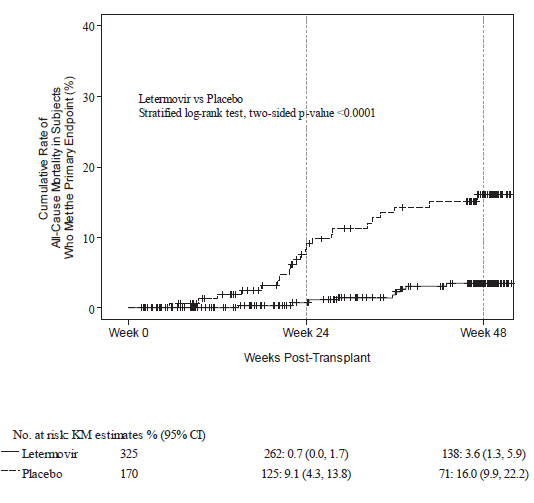 40
30
20
10
0
Cumulative Rate of
All-Cause Mortality in Subjects
Who Met the Primary Endpoint (%)
Letermovir vs Placebo
Stratified log-rank test, two-sided p-value <0.0001
Week 0 Week 24 Week 48
Weeks Post-Transplant
No. at risk: KM estimates % (95% CI)
Letermovir 325 262: 0.7 (0.0, 1.7) 138: 3.6 (1.3, 5.9)
Placebo 170 125: 9.1 (4.3, 13.8) 71: 16.0 (9.9, 22.2)